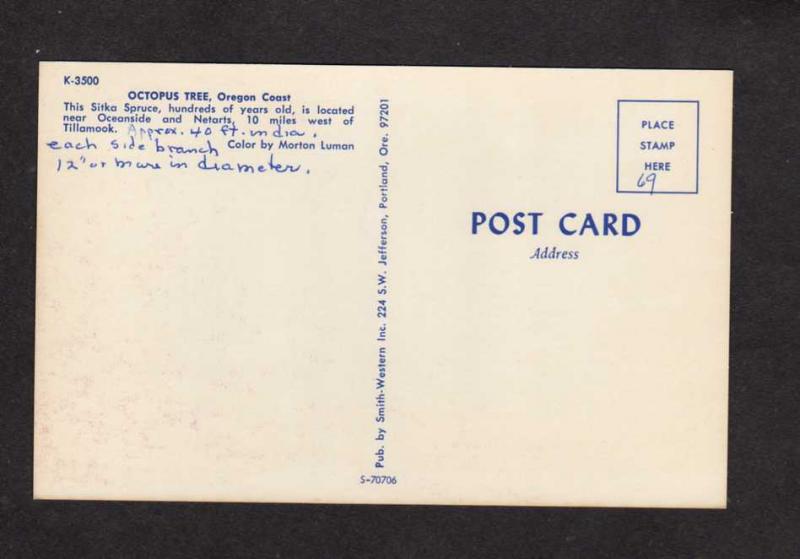 K-3500
OCTOPUS TREE, Oregon Coast
This Sitka Spruce, hundreds of years old, is located
near Oceanside and Netarts, 10 miles west of
Tillamook. Approx. 40 ft. in dia.
each side branch Color by Morton Luman
12" or more in diameter.
Pub. by Smith-Western Inc. 224 S.W. Jefferson, Portland, Ore. 97201
S-70706
PLACE
STAMP
HERE
69
POST CARD
Address